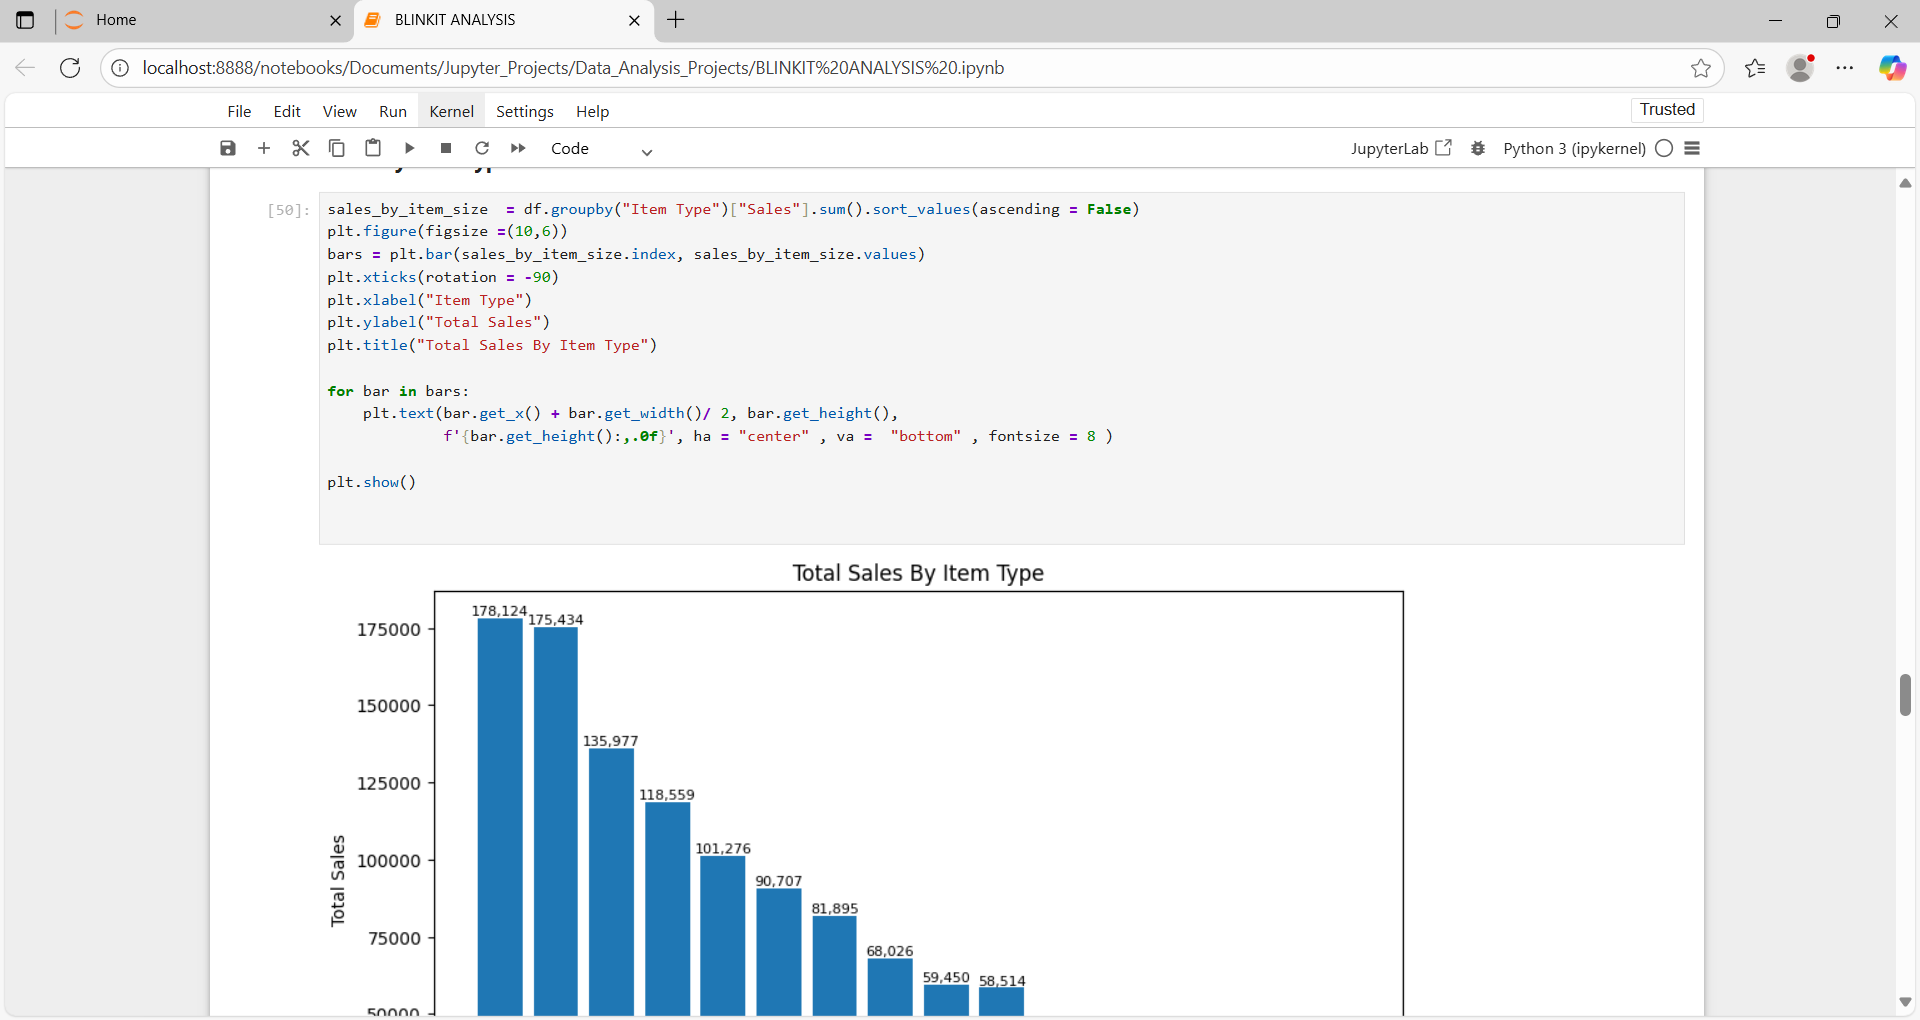 Home
BLINKIT ANALYSIS
localhost:8888/notebooks/Documents/Jupyter_Projects/Data_Analysis_Projects/BLINKIT%20ANALYSIS%20.ipynb
File Edit View Run Kernel Settings Help
Trusted
Code
JupyterLab
Python 3 (ipykernel)
[50]:
sales_by_item_size  = df.groupby("Item Type")["Sales"].sum().sort_values(ascending = False)
plt.figure(figsize =(10,6))
bars = plt.bar(sales_by_item_size.index, sales_by_item_size.values)
plt.xticks(rotation = -90)
plt.xlabel("Item Type")
plt.ylabel("Total Sales")
plt.title("Total Sales By Item Type")
for bar in bars:
    plt.text(bar.get_x() + bar.get_width()/ 2, bar.get_height(),
             f'{bar.get_height():,.0f}', ha = "center" , va =  "bottom" , fontsize = 8 )
plt.show()
Total Sales By Item Type
178,124
175,434
135,977
118,559
101,276
90,707
81,895
68,026
59,450
58,514
175000
150000
125000
100000
75000
50000
Total Sales